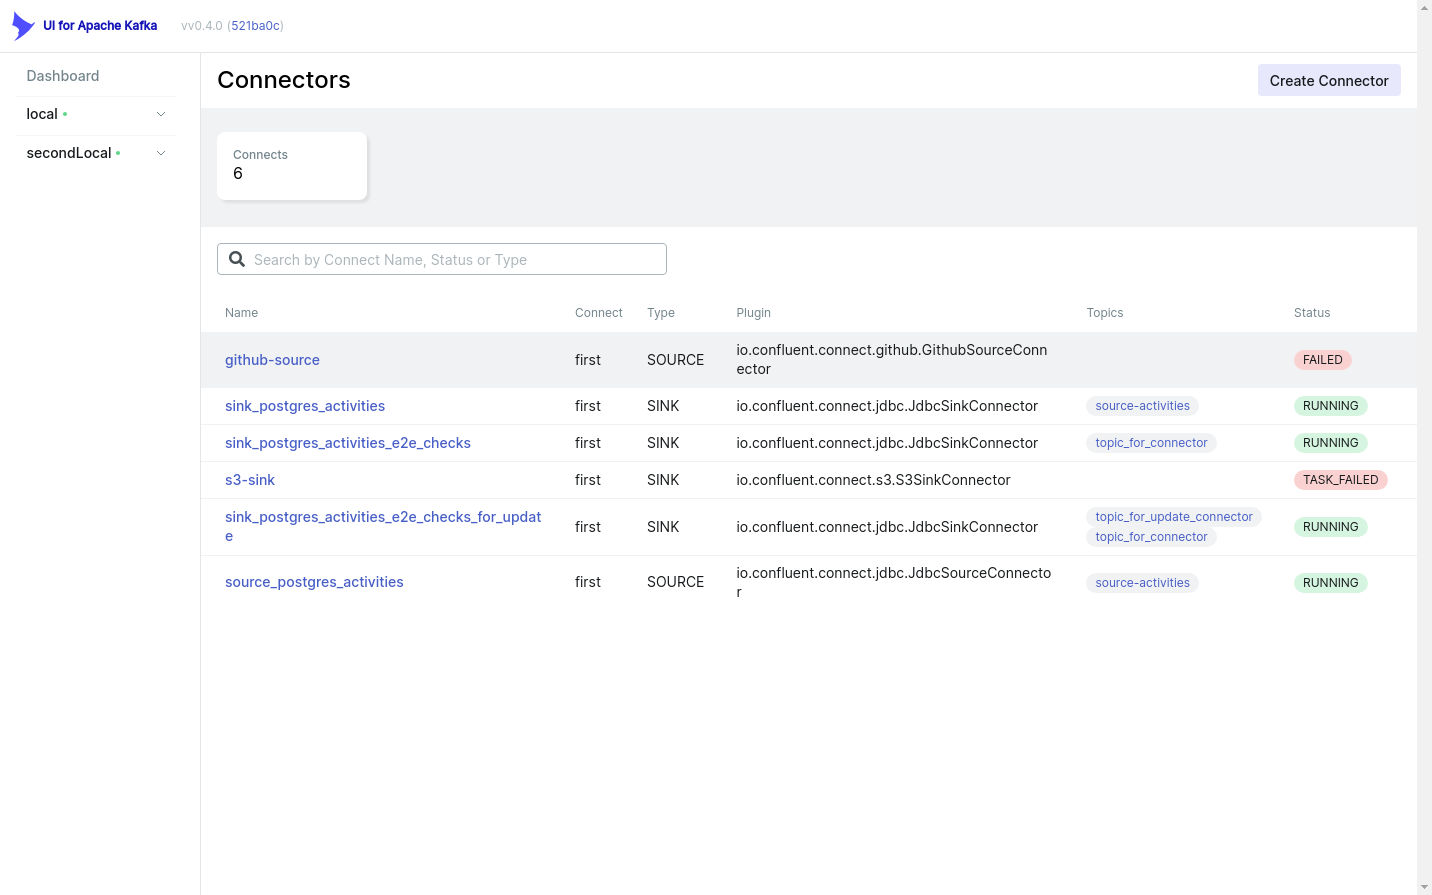 UI for Apache Kafka vv0.4.0 (521ba0c)
Dashboard
local
secondLocal
Connectors
Create Connector
Connects
6
Search by Connect Name, Status or Type
Name Connect Type Plugin Topics Status
github-source first SOURCE io.confluent.connect.github.GithubSourceConn
ector FAILED
sink_postgres_activities first SINK io.confluent.connect.jdbc.JdbcSinkConnector source-activities RUNNING
sink_postgres_activities_e2e_checks first SINK io.confluent.connect.jdbc.JdbcSinkConnector topic_for_connector RUNNING
s3-sink first SINK io.confluent.connect.s3.S3SinkConnector TASK_FAILED
sink_postgres_activities_e2e_checks_for_updat
e first SINK io.confluent.connect.jdbc.JdbcSinkConnector topic_for_update_connector
topic_for_connector RUNNING
source_postgres_activities first SOURCE io.confluent.connect.jdbc.JdbcSourceConnecto
r source-activities RUNNING